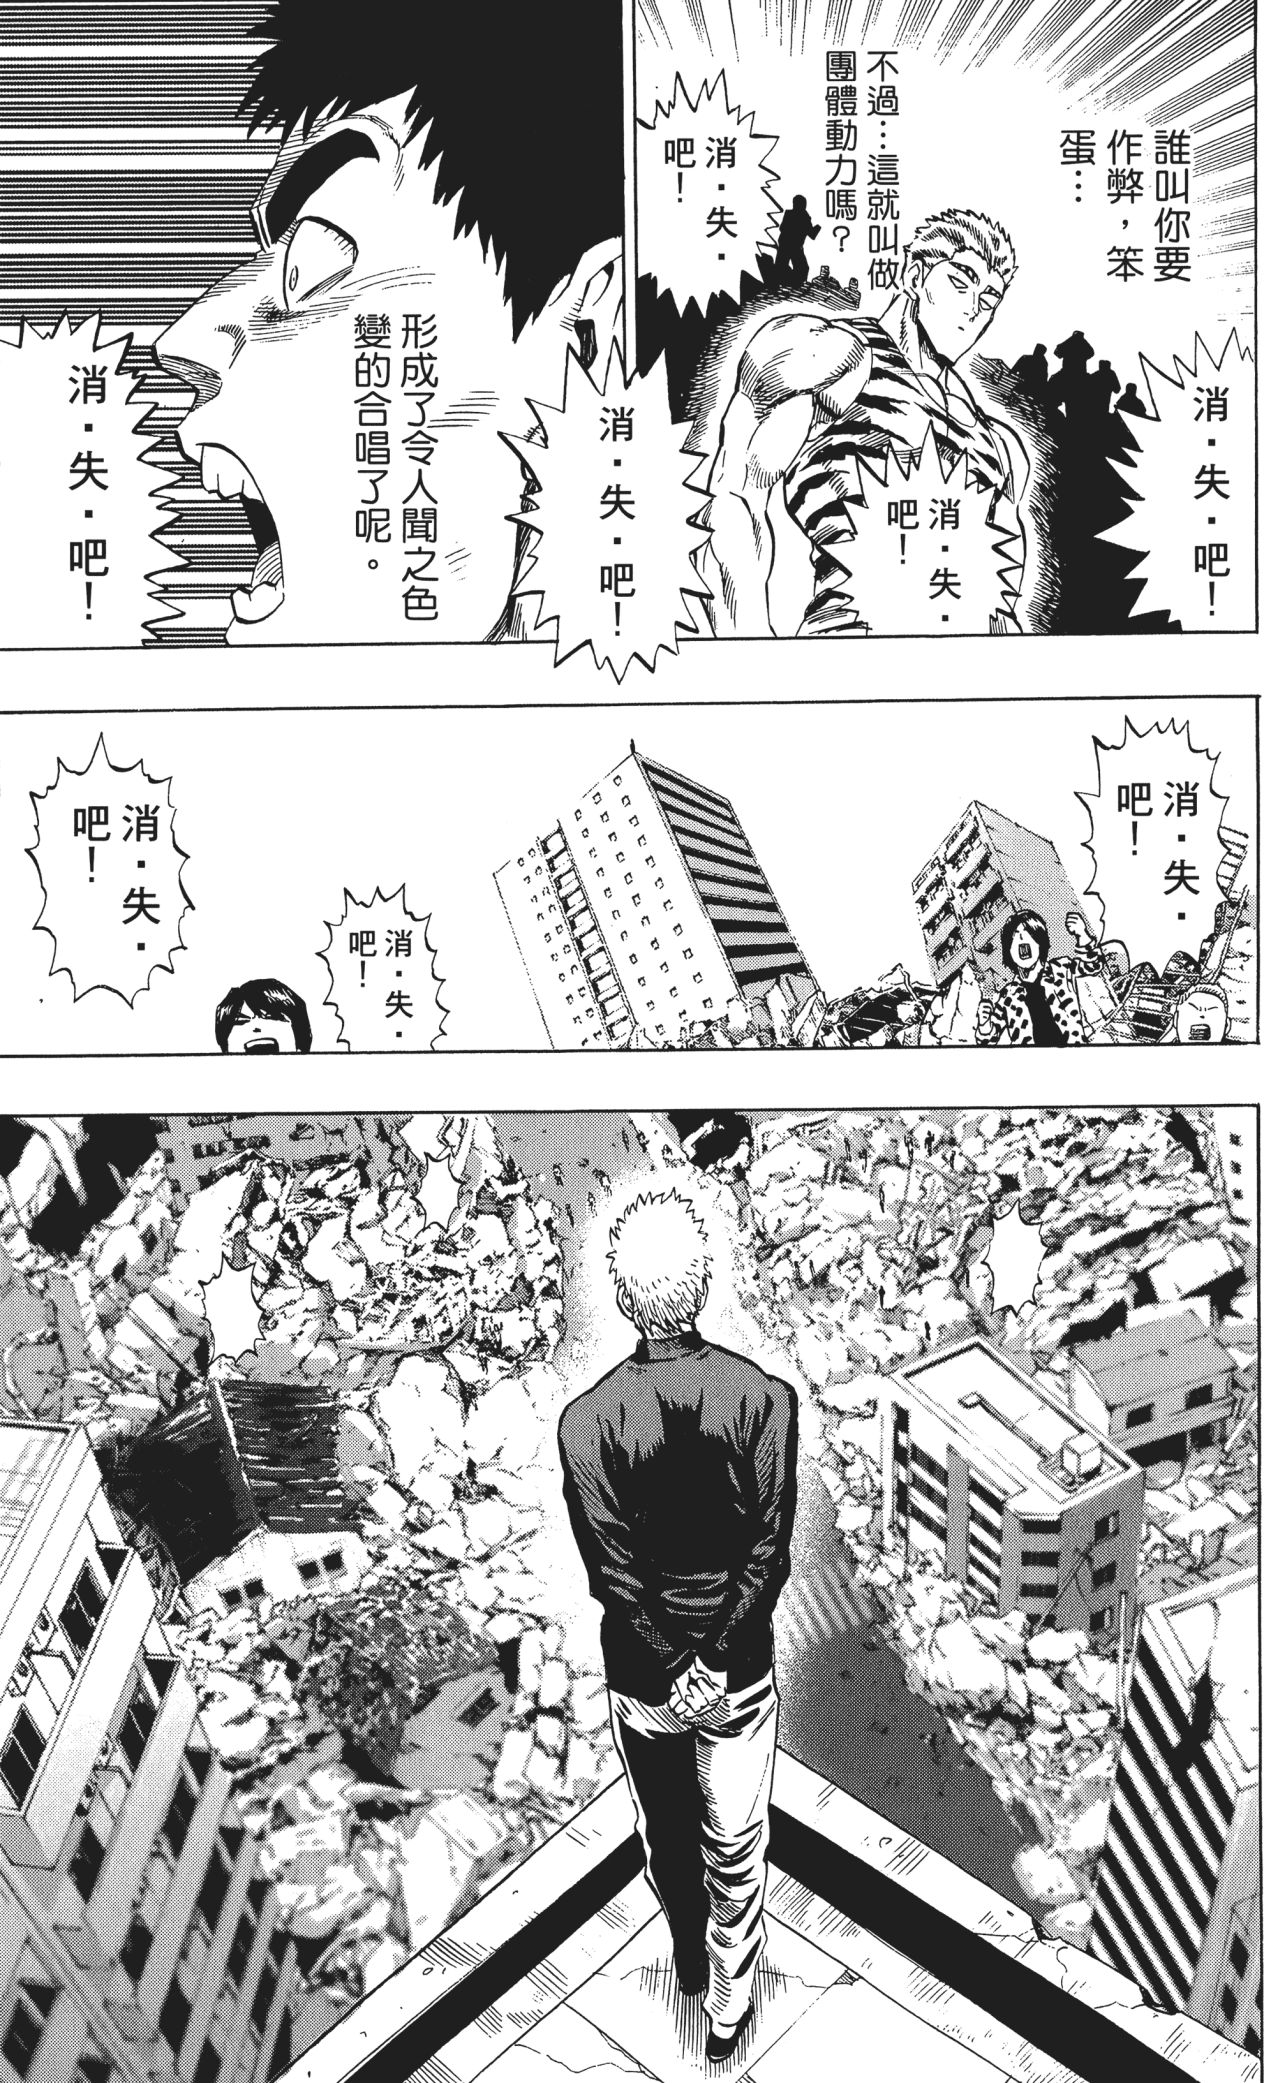 誰叫你要
作弊，笨
蛋…
不過…這就叫做
團體動力嗎？
消·失·
吧！
消·失·吧！
消·失·
吧！
消·失·吧！
形成了令人聞之色
變的合唱了呢。
消·失·吧！
消·失·
吧！
消·失·
吧！
消·失·
吧！